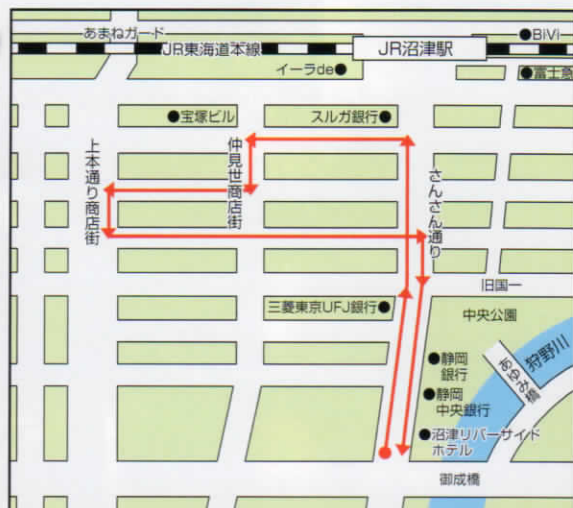 あまねガード
JR東海道本線
JR沼津駅
●BiVi
イーラde●
●富士急
●宝塚ビル
スルガ銀行●
上本通り商店街
仲見世商店街
さんさん通り
旧国一
三菱東京UFJ銀行●
中央公園
狩野川
あゆみ橋
●静岡
銀行
●静岡
中央銀行
●沼津リバーサイド
ホテル
御成橋